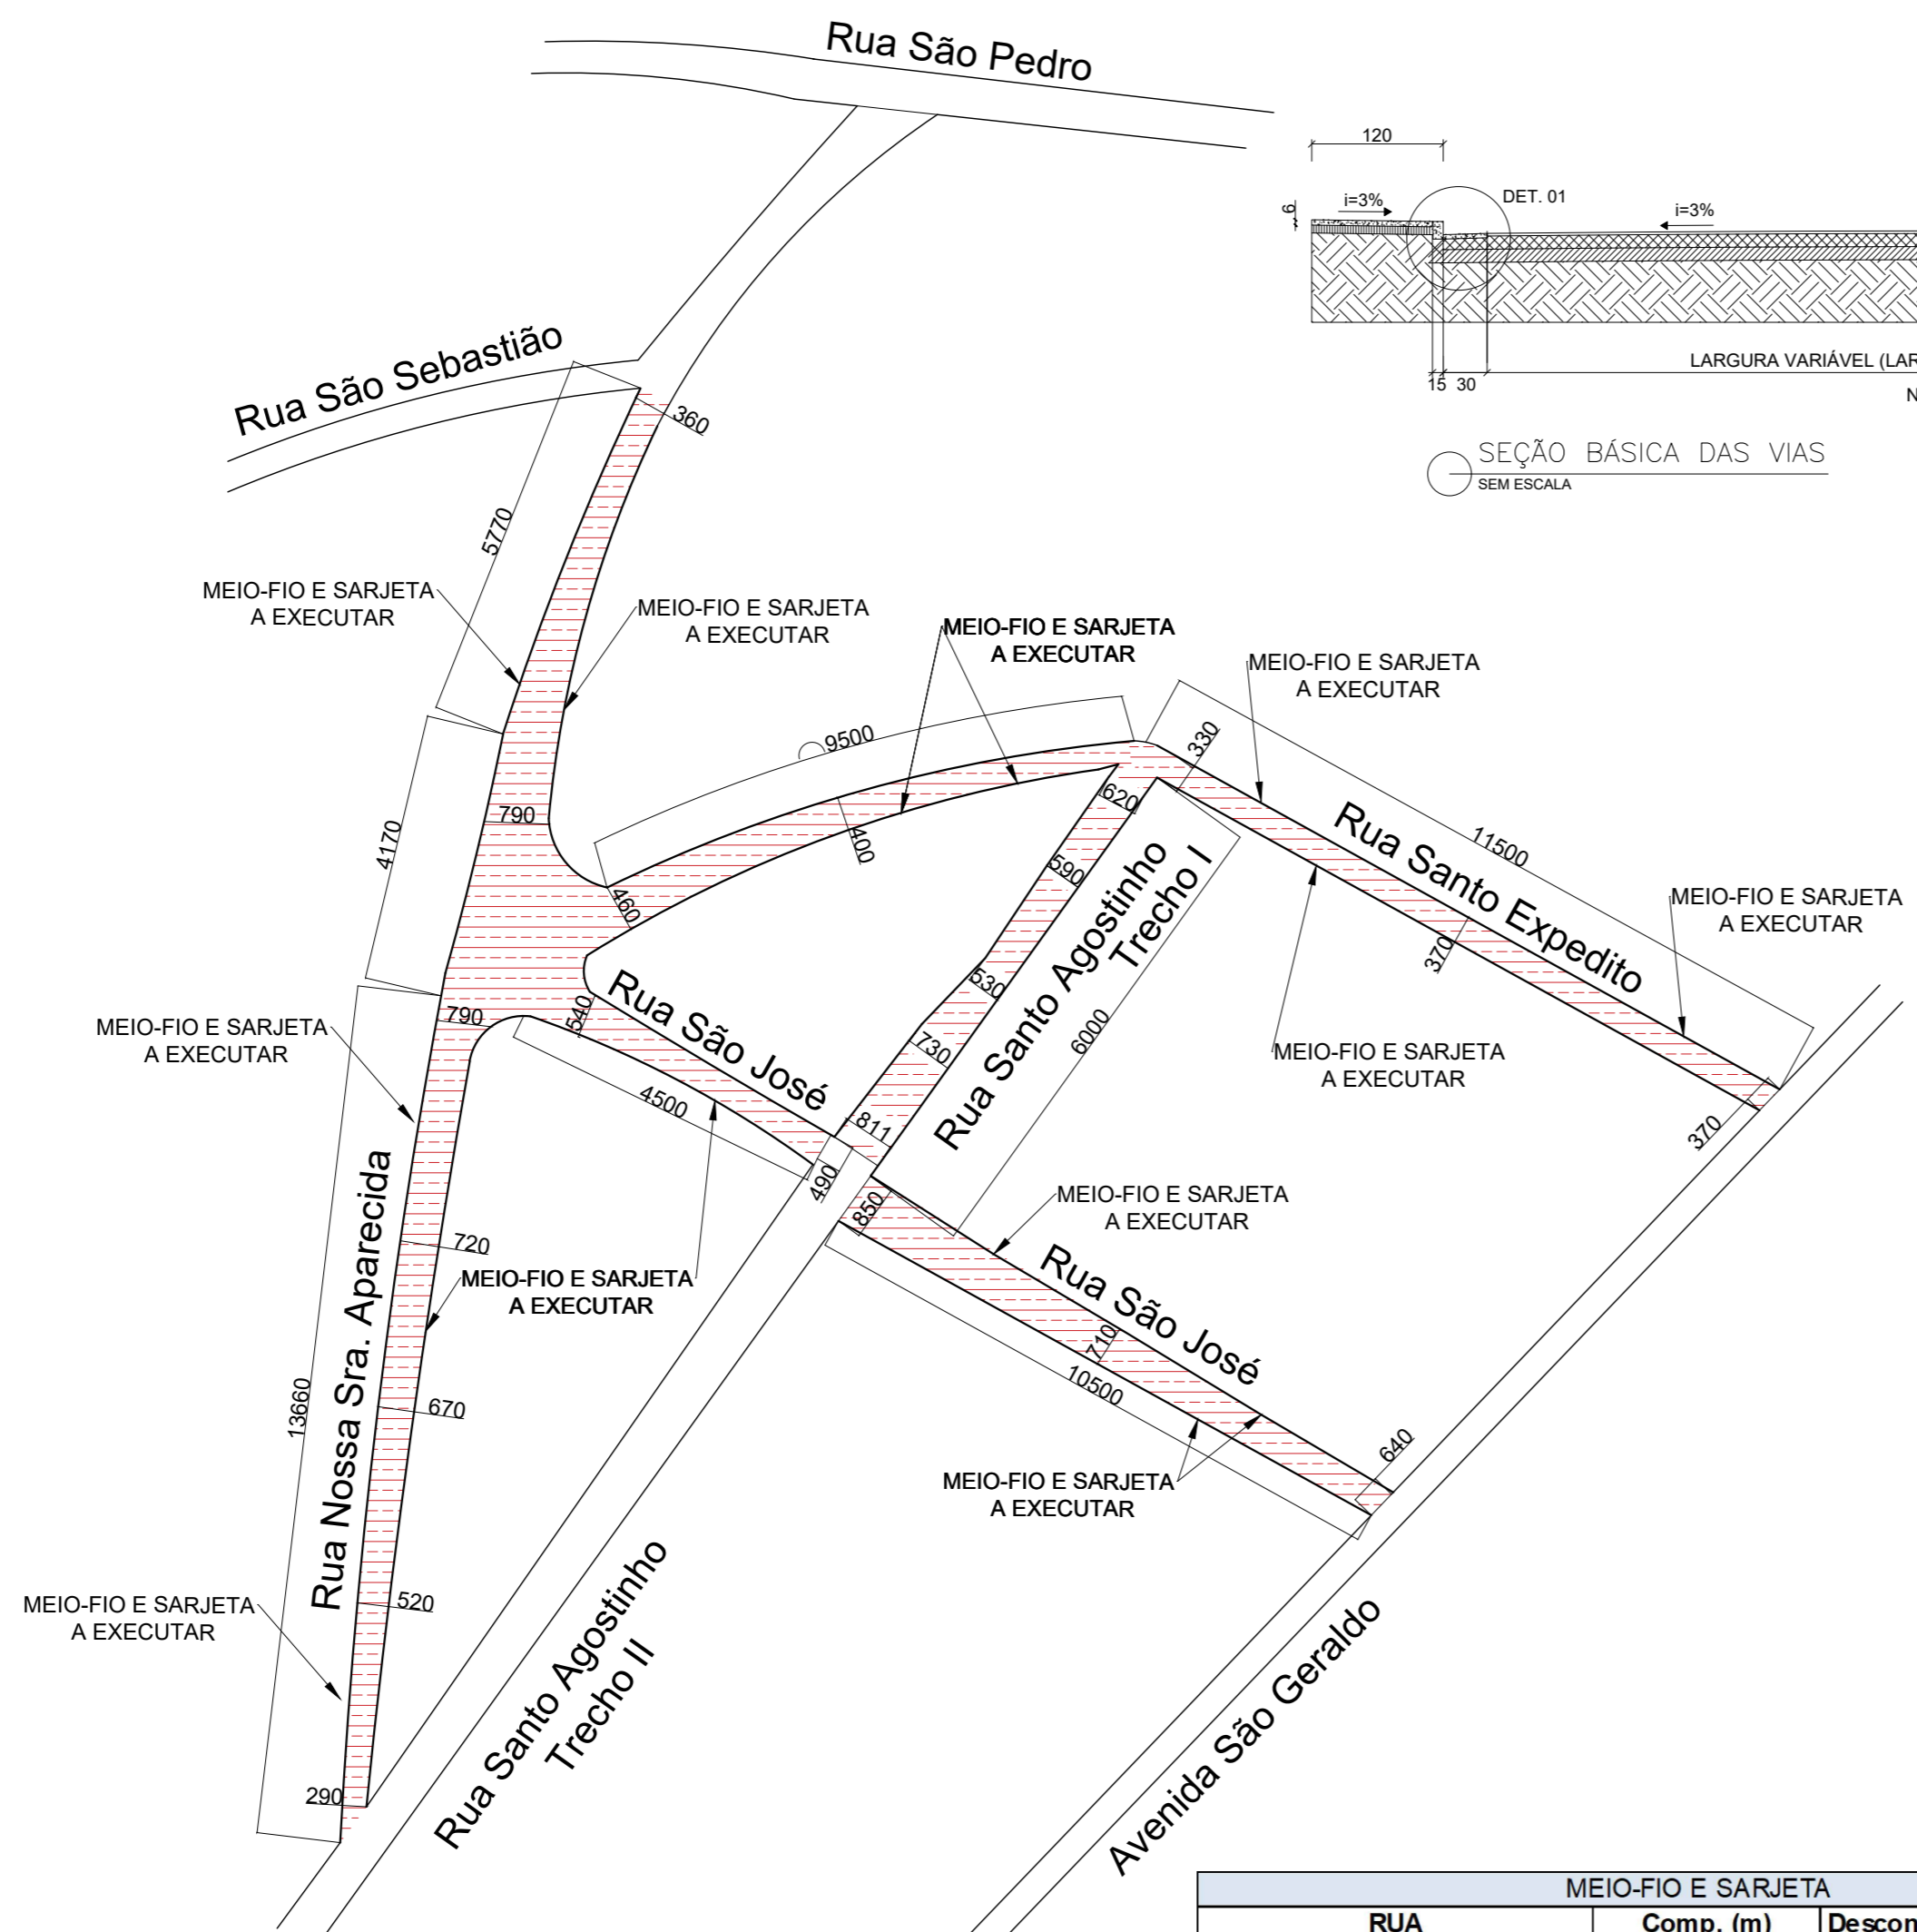 Rua São Pedro
120
DET. 01
i=3%
i=3%
6
LARGURA VARIÁVEL (LAR
15 30
N
SEÇÃO BÁSICA DAS VIAS
SEM ESCALA
Rua São Sebastião
360
5770
MEIO-FIO E SARJETA
A EXECUTAR
MEIO-FIO E SARJETA
A EXECUTAR
MEIO-FIO E SARJETA
A EXECUTAR
MEIO-FIO E SARJETA
A EXECUTAR
9500
330
790
4170
400
620
590
Rua Santo Expedito
11500
MEIO-FIO E SARJETA
A EXECUTAR
460
370
Rua Santo Agostinho
Trecho I
530
6000
730
540
790
Rua São José
MEIO-FIO E SARJETA
A EXECUTAR
MEIO-FIO E SARJETA
A EXECUTAR
4500
811
370
490
850
MEIO-FIO E SARJETA
A EXECUTAR
Rua Nossa Sra. Aparecida
720
MEIO-FIO E SARJETA
A EXECUTAR
Rua São José
710
10500
13660
670
640
MEIO-FIO E SARJETA
A EXECUTAR
520
MEIO-FIO E SARJETA
A EXECUTAR
Rua Santo Agostinho
Trecho II
Avenida São Geraldo
290
MEIO-FIO E SARJETA
RUA
Comp. (m)
Descon